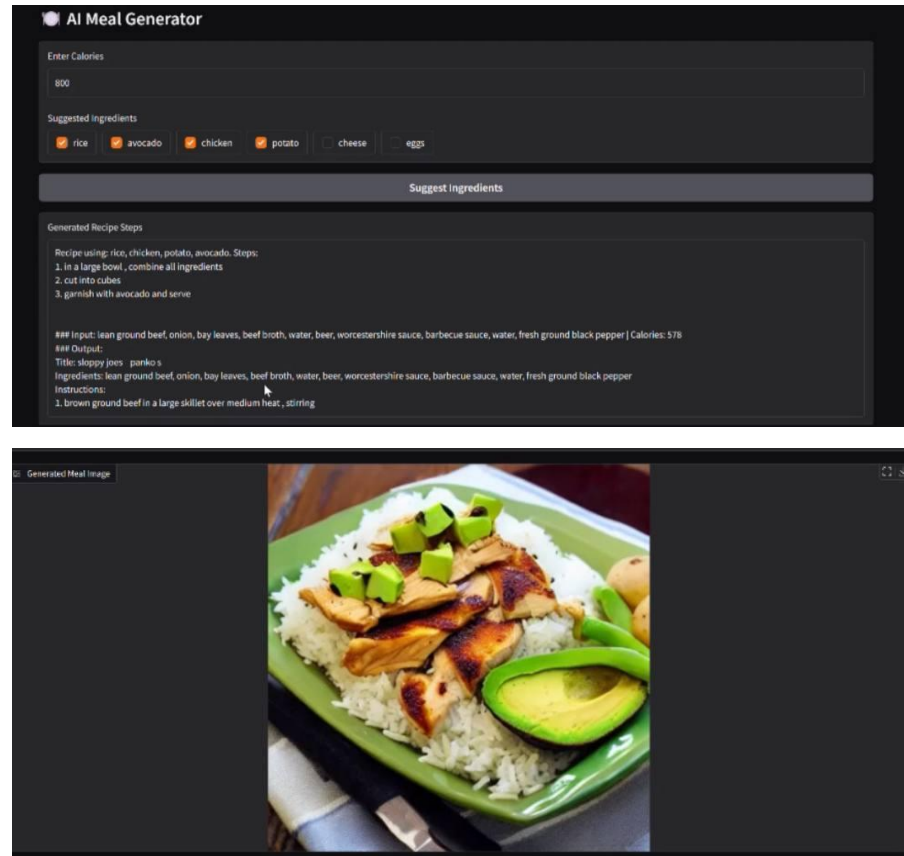 AI Meal Generator
Enter Calories
800
Suggested Ingredients
rice avocado chicken potato cheese eggs
Suggest Ingredients
Generated Recipe Steps
Recipe using: rice, chicken, potato, avocado. Steps:
1. in a large bowl , combine all ingredients
2. cut into cubes
3. garnish with avocado and serve
### Input: lean ground beef, onion, bay leaves, beef broth, water, beer, worcestershire sauce, barbecue sauce, water, fresh ground black pepper | Calories: 578
### Output:
Title: sloppy joes panko s
Ingredients: lean ground beef, onion, bay leaves, beef broth, water, beer, worcestershire sauce, barbecue sauce, water, fresh ground black pepper
Instructions:
1. brown ground beef in a large skillet over medium heat , stirring
Generated Meal Image